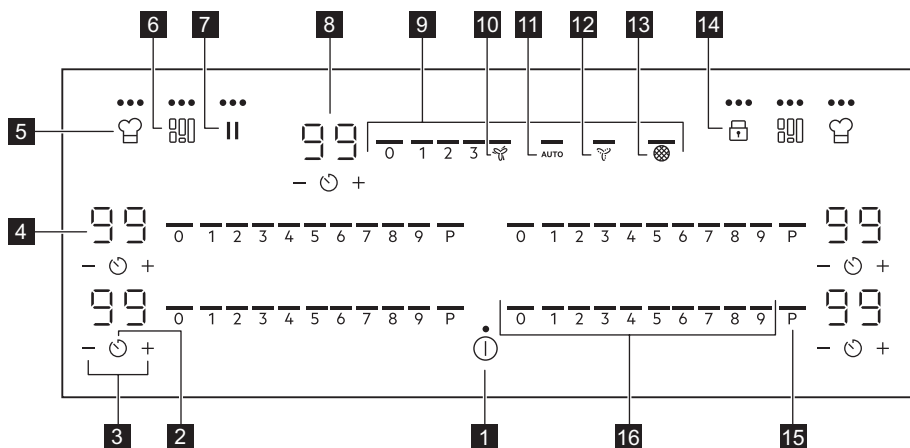 6 7 8 9 10 11 12 13 14
5
99 0 1 2 3 AUTO
− +
4 99 0 1 2 3 4 5 6 7 8 9 P 0 1 2 3 4 5 6 7 8 9 P 99
− + − +
99 0 1 2 3 4 5 6 7 8 9 P 0 1 2 3 4 5 6 7 8 9 P 99
− + − +
3 2 1 16 15